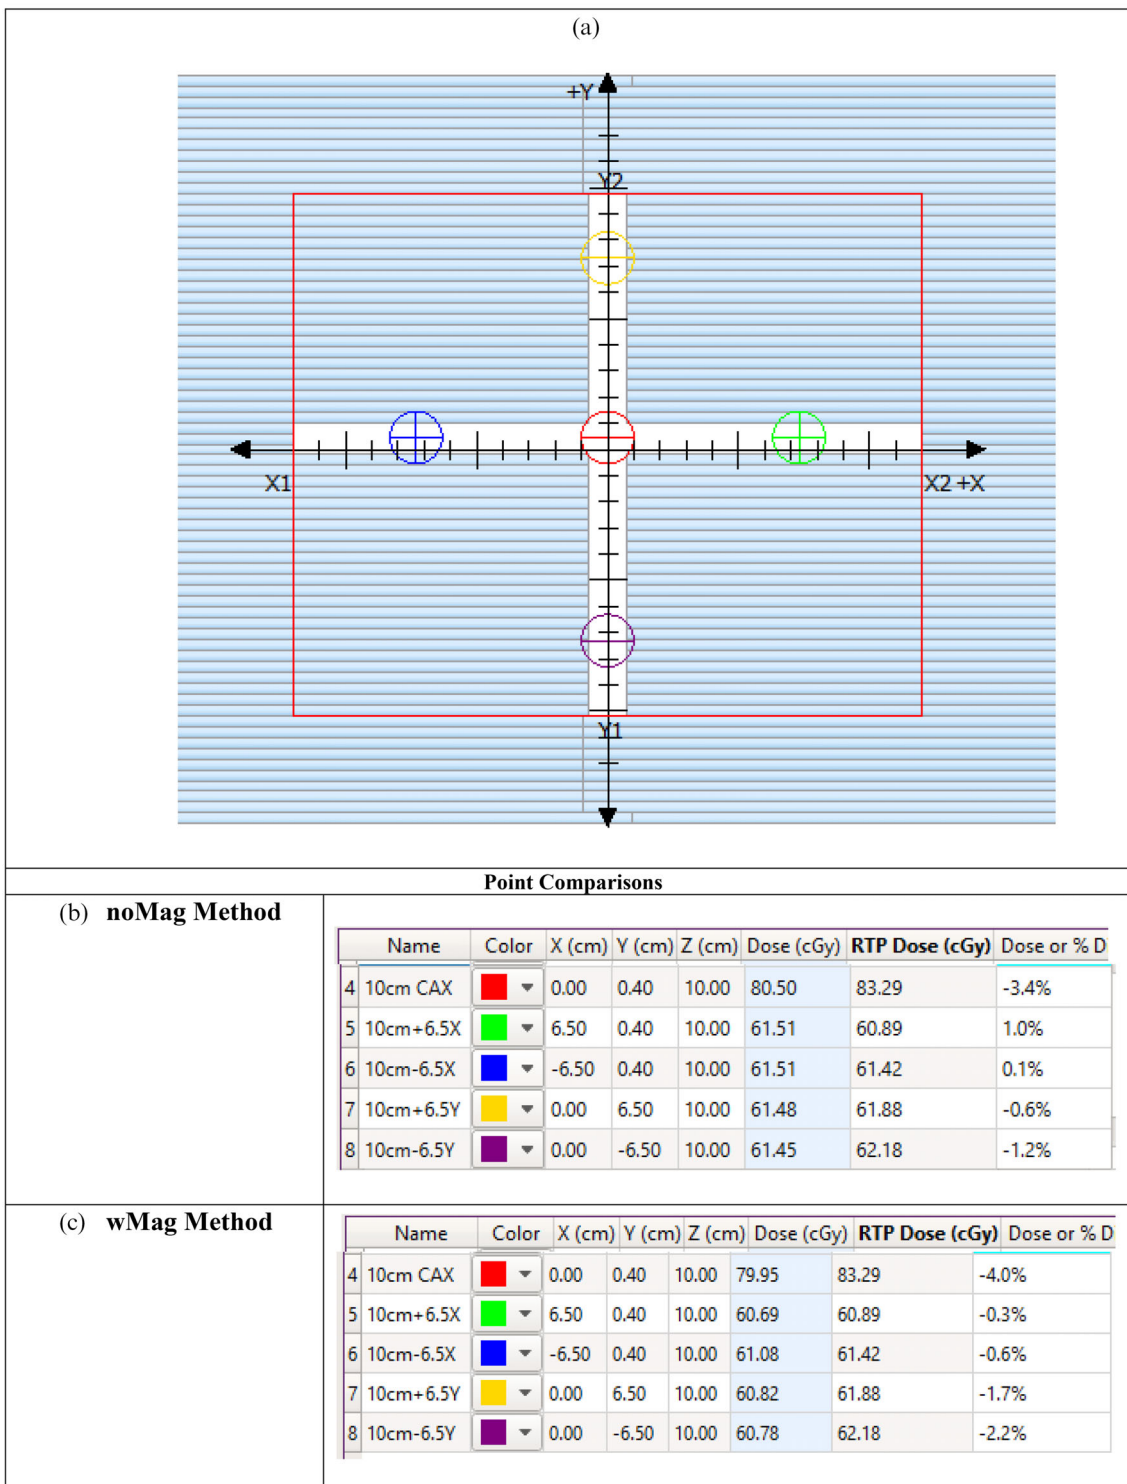 (a)
+Y
Y2
X1
X2 +X
Y1
Point Comparisons
(b) noMag Method
Name Color X (cm) Y (cm) Z (cm) Dose (cGy) RTP Dose (cGy) Dose or % D
4 10cm CAX 0.00 0.40 10.00 80.50 83.29 -3.4%
5 10cm+6.5X 6.50 0.40 10.00 61.51 60.89 1.0%
6 10cm-6.5X -6.50 0.40 10.00 61.51 61.42 0.1%
7 10cm+6.5Y 0.00 6.50 10.00 61.48 61.88 -0.6%
8 10cm-6.5Y 0.00 -6.50 10.00 61.45 62.18 -1.2%
(c) wMag Method
Name Color X (cm) Y (cm) Z (cm) Dose (cGy) RTP Dose (cGy) Dose or % D
4 10cm CAX 0.00 0.40 10.00 79.95 83.29 -4.0%
5 10cm+6.5X 6.50 0.40 10.00 60.69 60.89 -0.3%
6 10cm-6.5X -6.50 0.40 10.00 61.08 61.42 -0.6%
7 10cm+6.5Y 0.00 6.50 10.00 60.82 61.88 -1.7%
8 10cm-6.5Y 0.00 -6.50 10.00 60.78 62.18 -2.2%